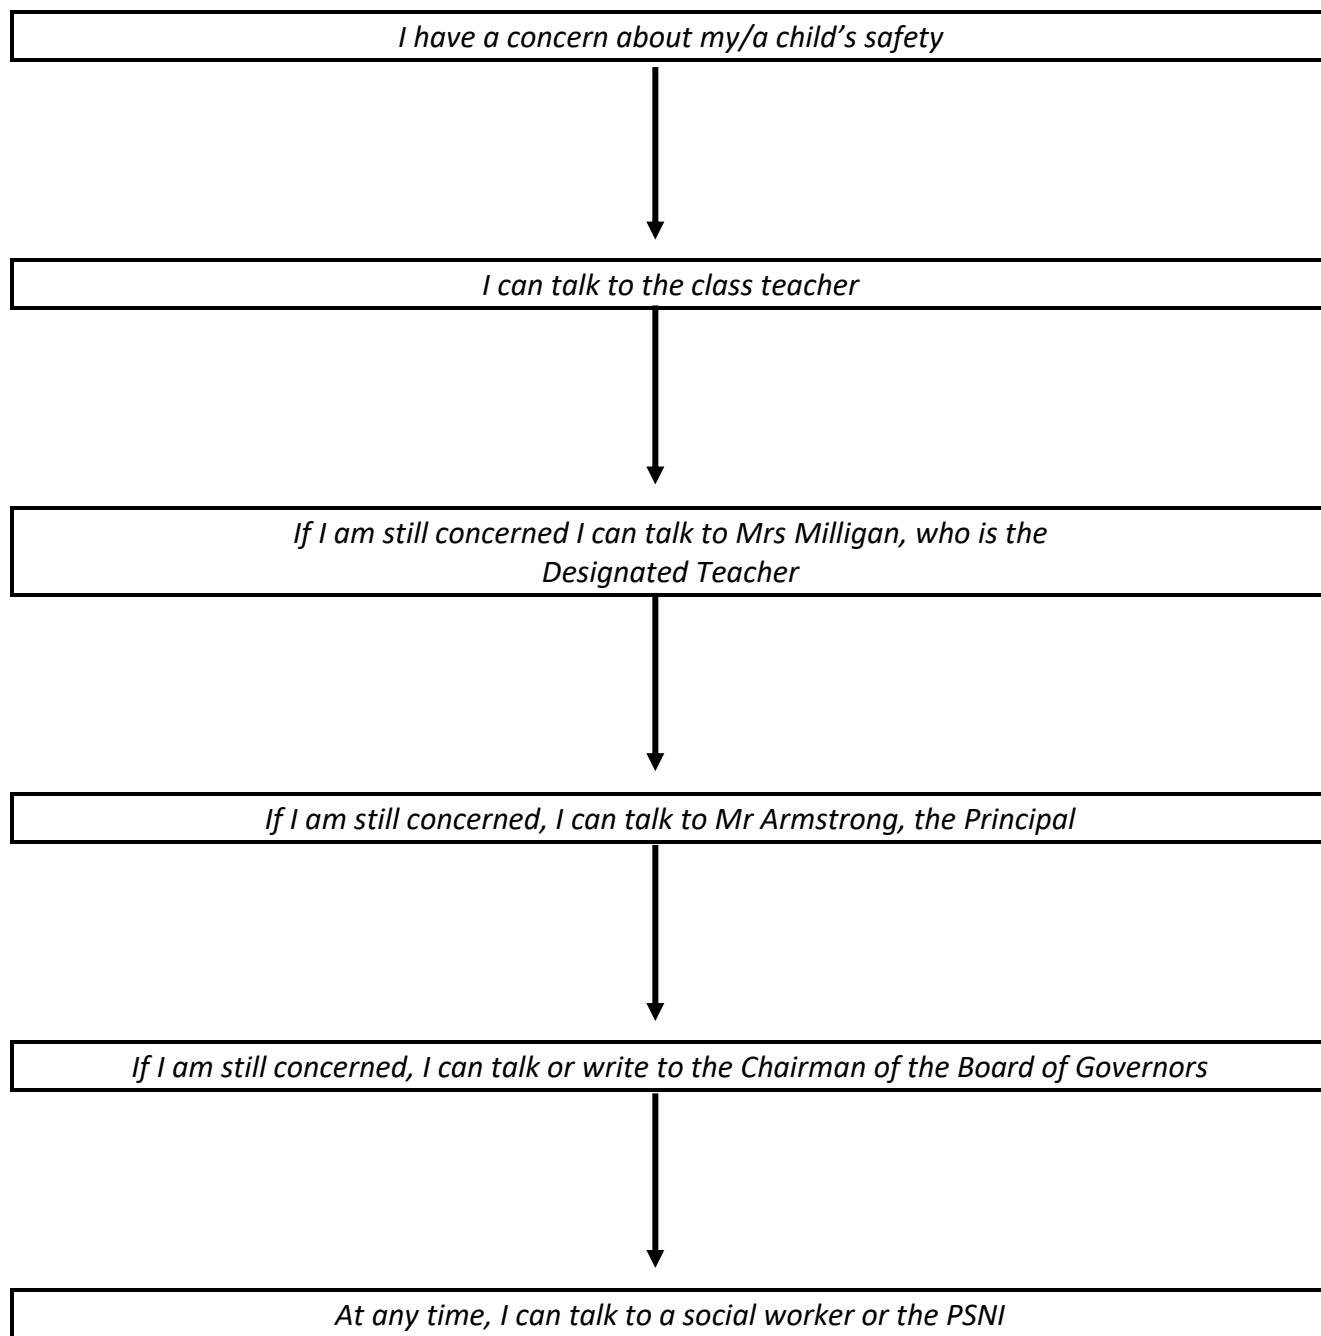 I have a concern about my/a child’s safety
I can talk to the class teacher
If I am still concerned I can talk to Mrs Milligan, who is the
Designated Teacher
If I am still concerned, I can talk to Mr Armstrong, the Principal
If I am still concerned, I can talk or write to the Chairman of the Board of Governors
At any time, I can talk to a social worker or the PSNI